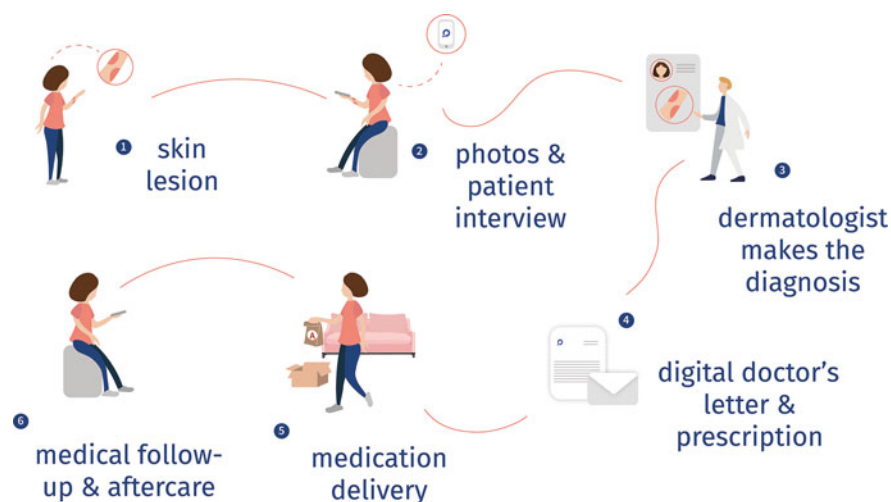 1
skin
lesion
2
photos &
patient
interview
3
dermatologist
makes the
diagnosis
4
digital doctor's
letter &
prescription
5
medication
delivery
A
6
medical follow-
up & aftercare